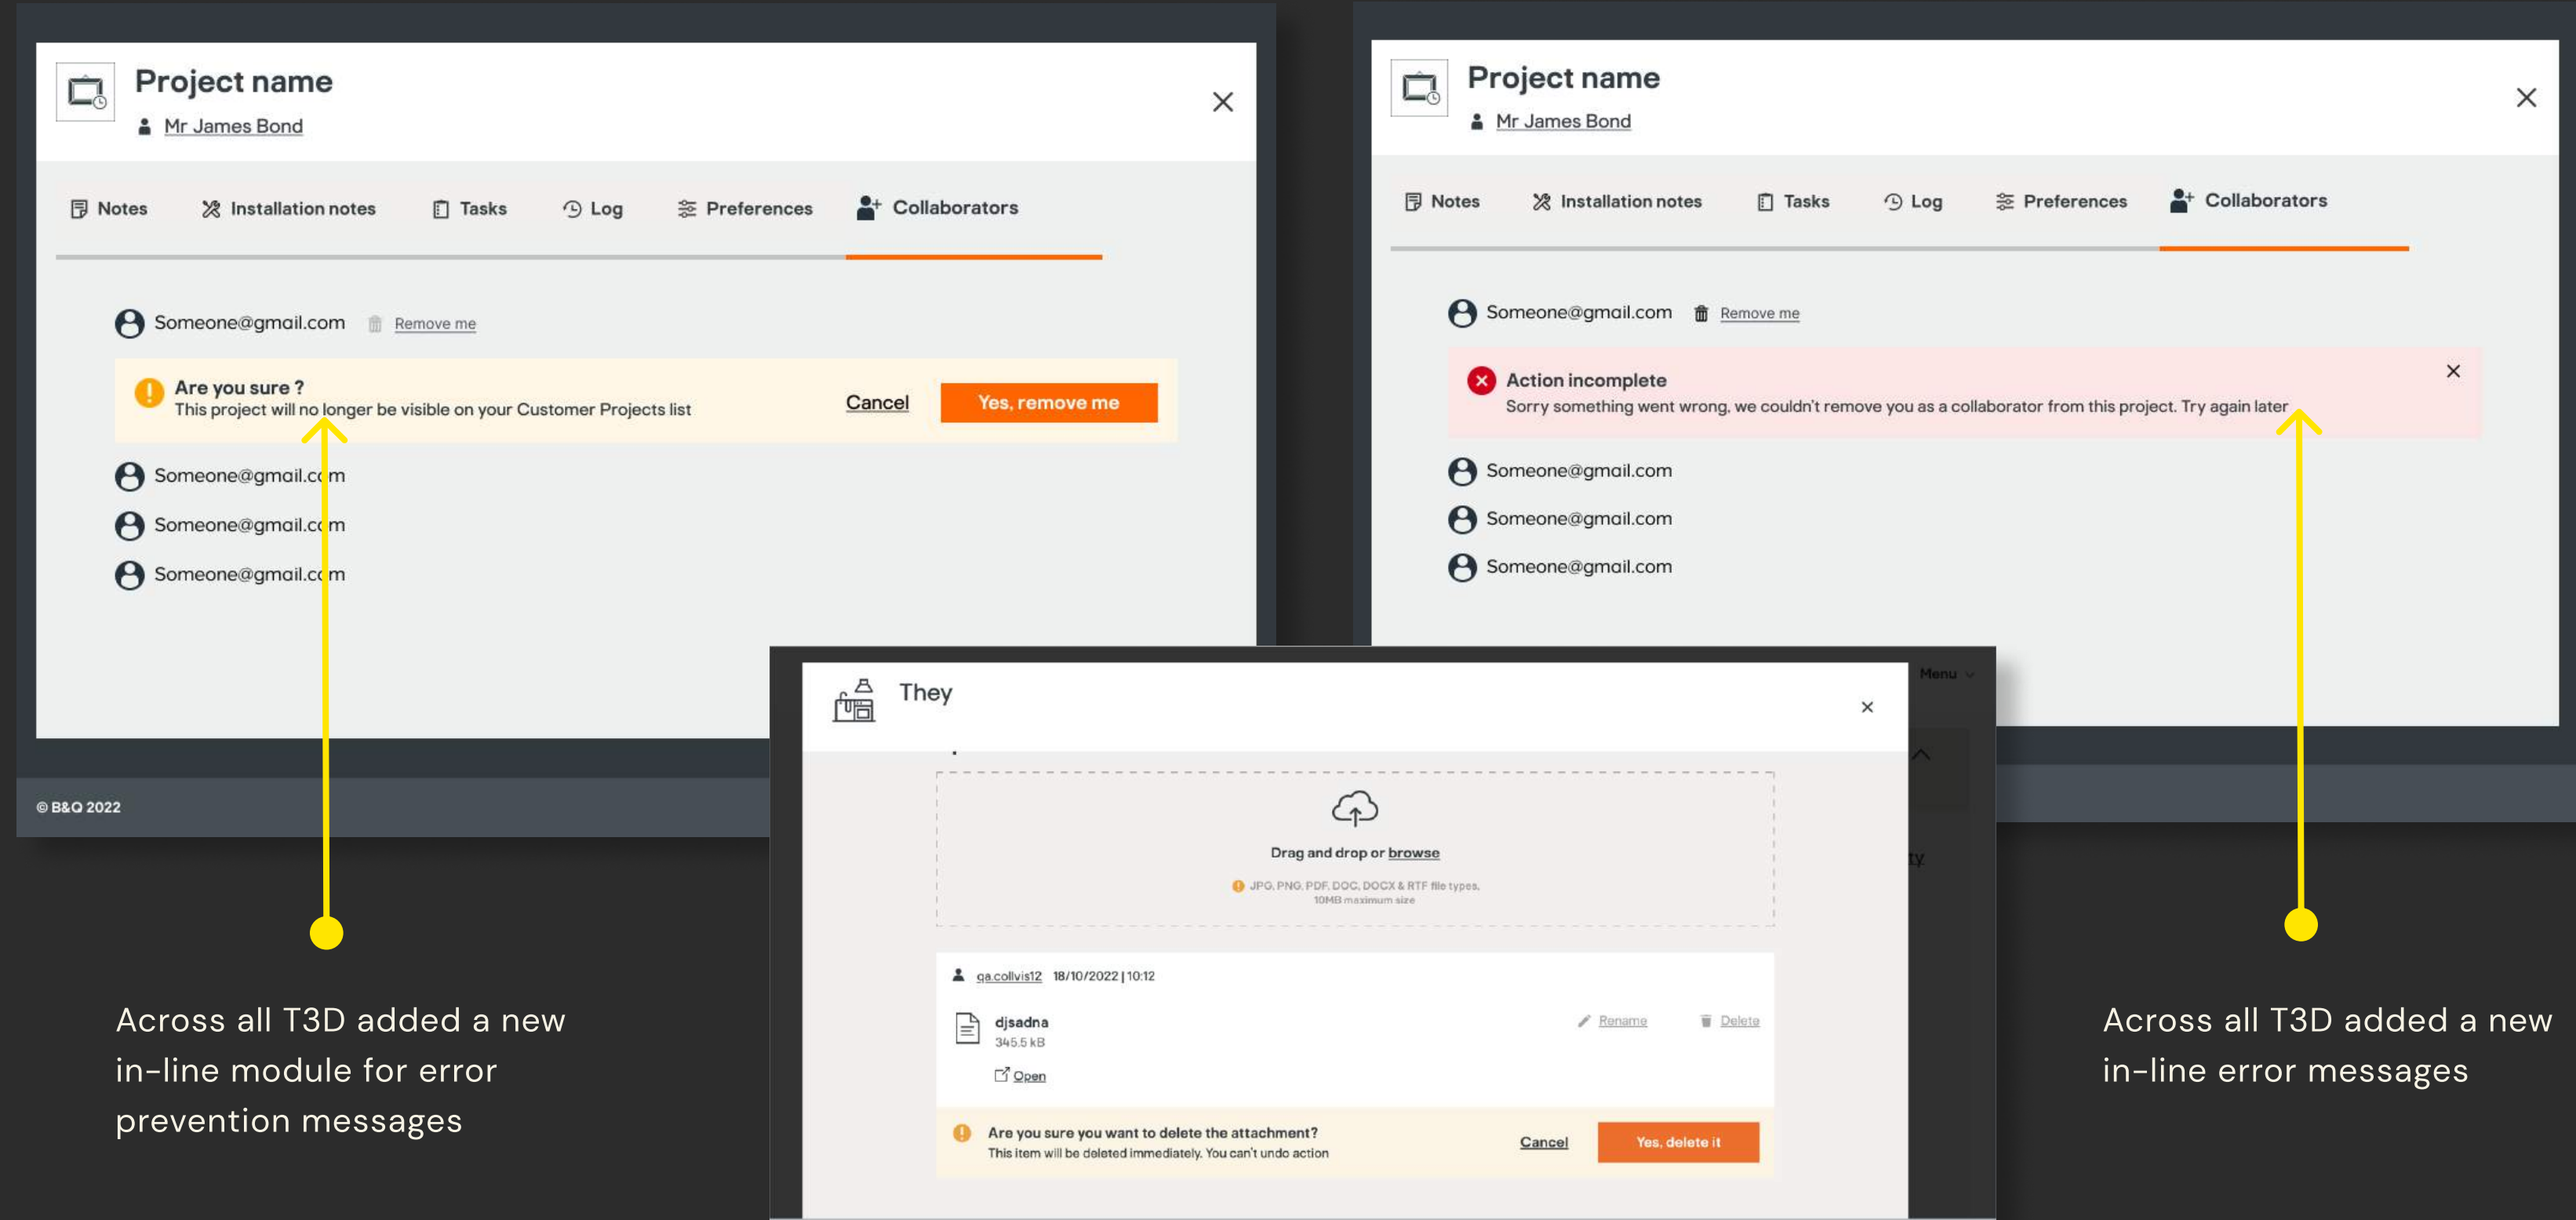 Project name
Mr James Bond
Notes
Installation notes
Tasks
Log
Preferences
Collaborators
Someone@gmail.com
Remove me
Are you sure ?
This project will no longer be visible on your Customer Projects list
Cancel
Yes, remove me
Someone@gmail.com
Someone@gmail.com
Someone@gmail.com
© B&Q 2022
Across all T3D added a new
in-line module for error
prevention messages
Project name
Mr James Bond
Notes
Installation notes
Tasks
Log
Preferences
Collaborators
Someone@gmail.com
Remove me
Action incomplete
Sorry something went wrong, we couldn't remove you as a collaborator from this project. Try again later
Someone@gmail.com
Someone@gmail.com
Someone@gmail.com
Menu
They
Drag and drop or browse
JPG, PNG, PDF, DOC, DOCX & RTF file types,
10MB maximum size
qa.collvis12 18/10/2022 | 10:12
djsadna
345.5 kB
Rename
Delete
Open
Are you sure you want to delete the attachment?
This item will be deleted immediately. You can't undo action
Cancel
Yes, delete it
Across all T3D added a new
in-line error messages